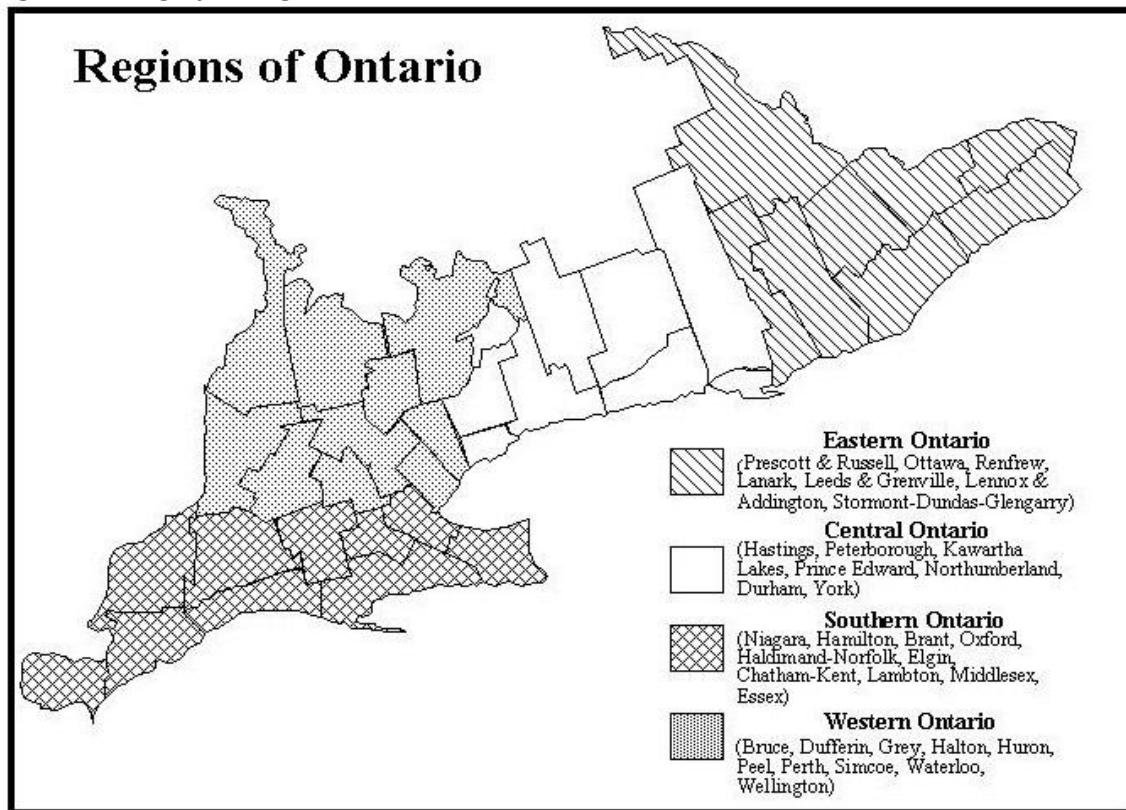 Regions of Ontario
Eastern Ontario
(Prescott & Russell, Ottawa, Renfrew,
Lanark, Leeds & Grenville, Lennox &
Addington, Stormont-Dundas-Glengarry)
Central Ontario
(Hastings, Peterborough, Kawartha
Lakes, Prince Edward, Northumberland,
Durham, York)
Southern Ontario
(Niagara, Hamilton, Brant, Oxford,
Haldimand-Norfolk, Elgin,
Chatham-Kent, Lambton, Middlesex,
Essex)
Western Ontario
(Bruce, Dufferin, Grey, Halton, Huron,
Peel, Perth, Simcoe, Waterloo,
Wellington)